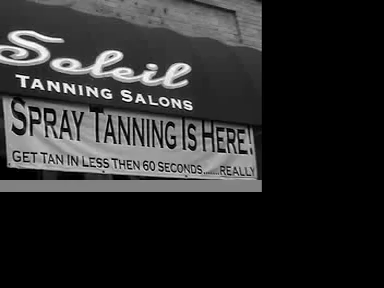 Soleil
TANNING SALONS
SPRAY TANNING IS HERE!
GET TAN IN LESS THEN 60 SECONDS.......REALLY